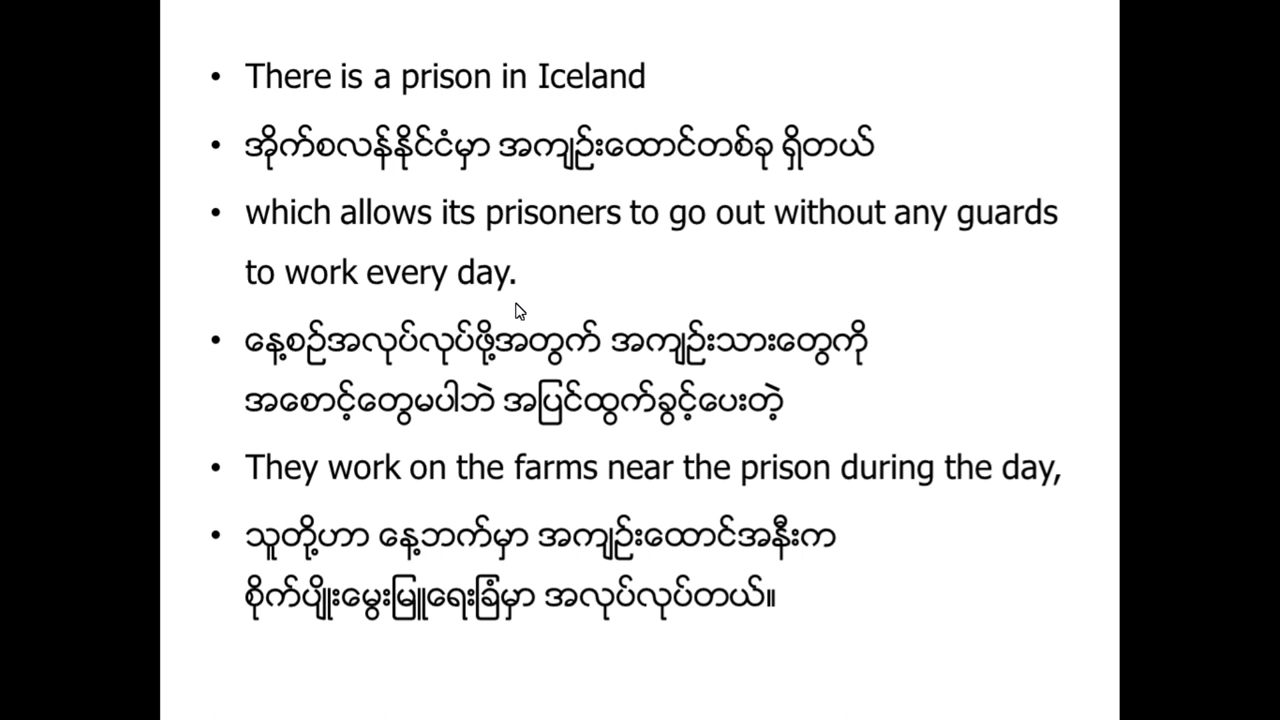 • There is a prison in Iceland
• အိုက်စလန်နိုင်ငံမှာ အကျဉ်းထောင်တစ်ခု ရှိတယ်
• which allows its prisoners to go out without any guards
to work every day.
• နေ့စဉ်အလုပ်လုပ်ဖို့အတွက် အကျဉ်းသားတွေကို
အစောင့်တွေမပါဘဲ အပြင်ထွက်ခွင့်ပေးတဲ့
• They work on the farms near the prison during the day,
• သူတို့ဟာ နေ့ဘက်မှာ အကျဉ်းထောင်အနီးက
စိုက်ပျိုးမွေးမြူရေးခြံမှာ အလုပ်လုပ်တယ်။